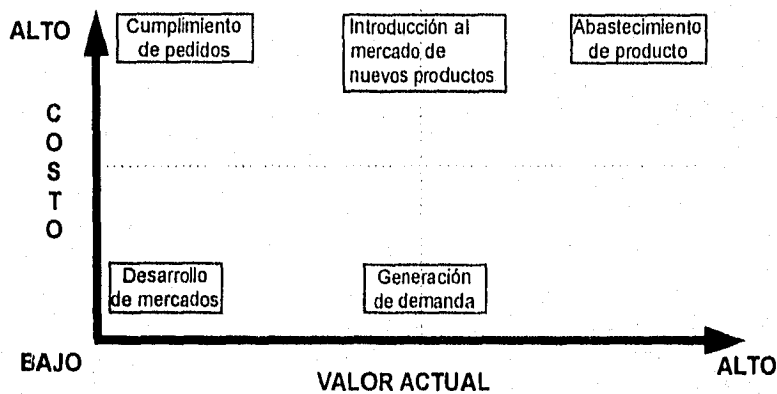 ALTO
Cumplimiento
de pedidos
Introducción al
mercado de
nuevos productos
Abastecimiento
de producto
C
O
S
T
O
Desarrollo
de mercados
Generación
de demanda
BAJO
VALOR ACTUAL
ALTO